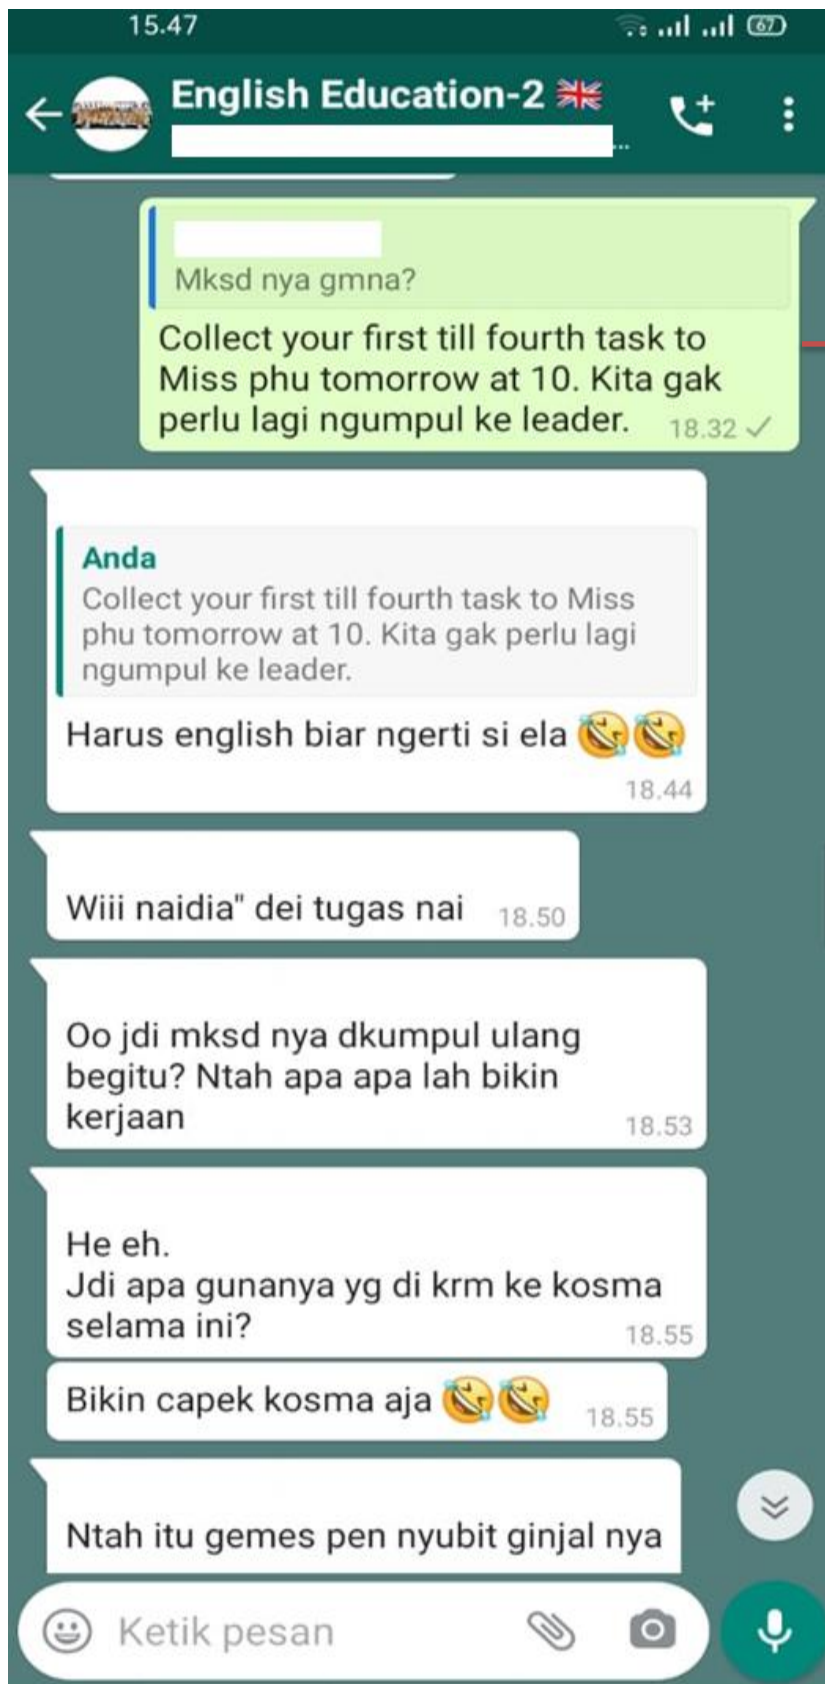 15.47
67
English Education-2 🇬🇧
...
Mksd nya gmna?
Collect your first till fourth task to
Miss phu tomorrow at 10. Kita gak
perlu lagi ngumpul ke leader.
18.32
Anda
Collect your first till fourth task to Miss
phu tomorrow at 10. Kita gak perlu lagi
ngumpul ke leader.
Harus english biar ngerti si ela 🤣🤣
18.44
Wiii naidia" dei tugas nai
18.50
Oo jdi mksd nya dkumpul ulang
begitu? Ntah apa apa lah bikin
kerjaan
18.53
He eh.
Jdi apa gunanya yg di krm ke kosma
selama ini?
18.55
Bikin capek kosma aja 🤣🤣
18.55
Ntah itu gemes pen nyubit ginjal nya
Ketik pesan